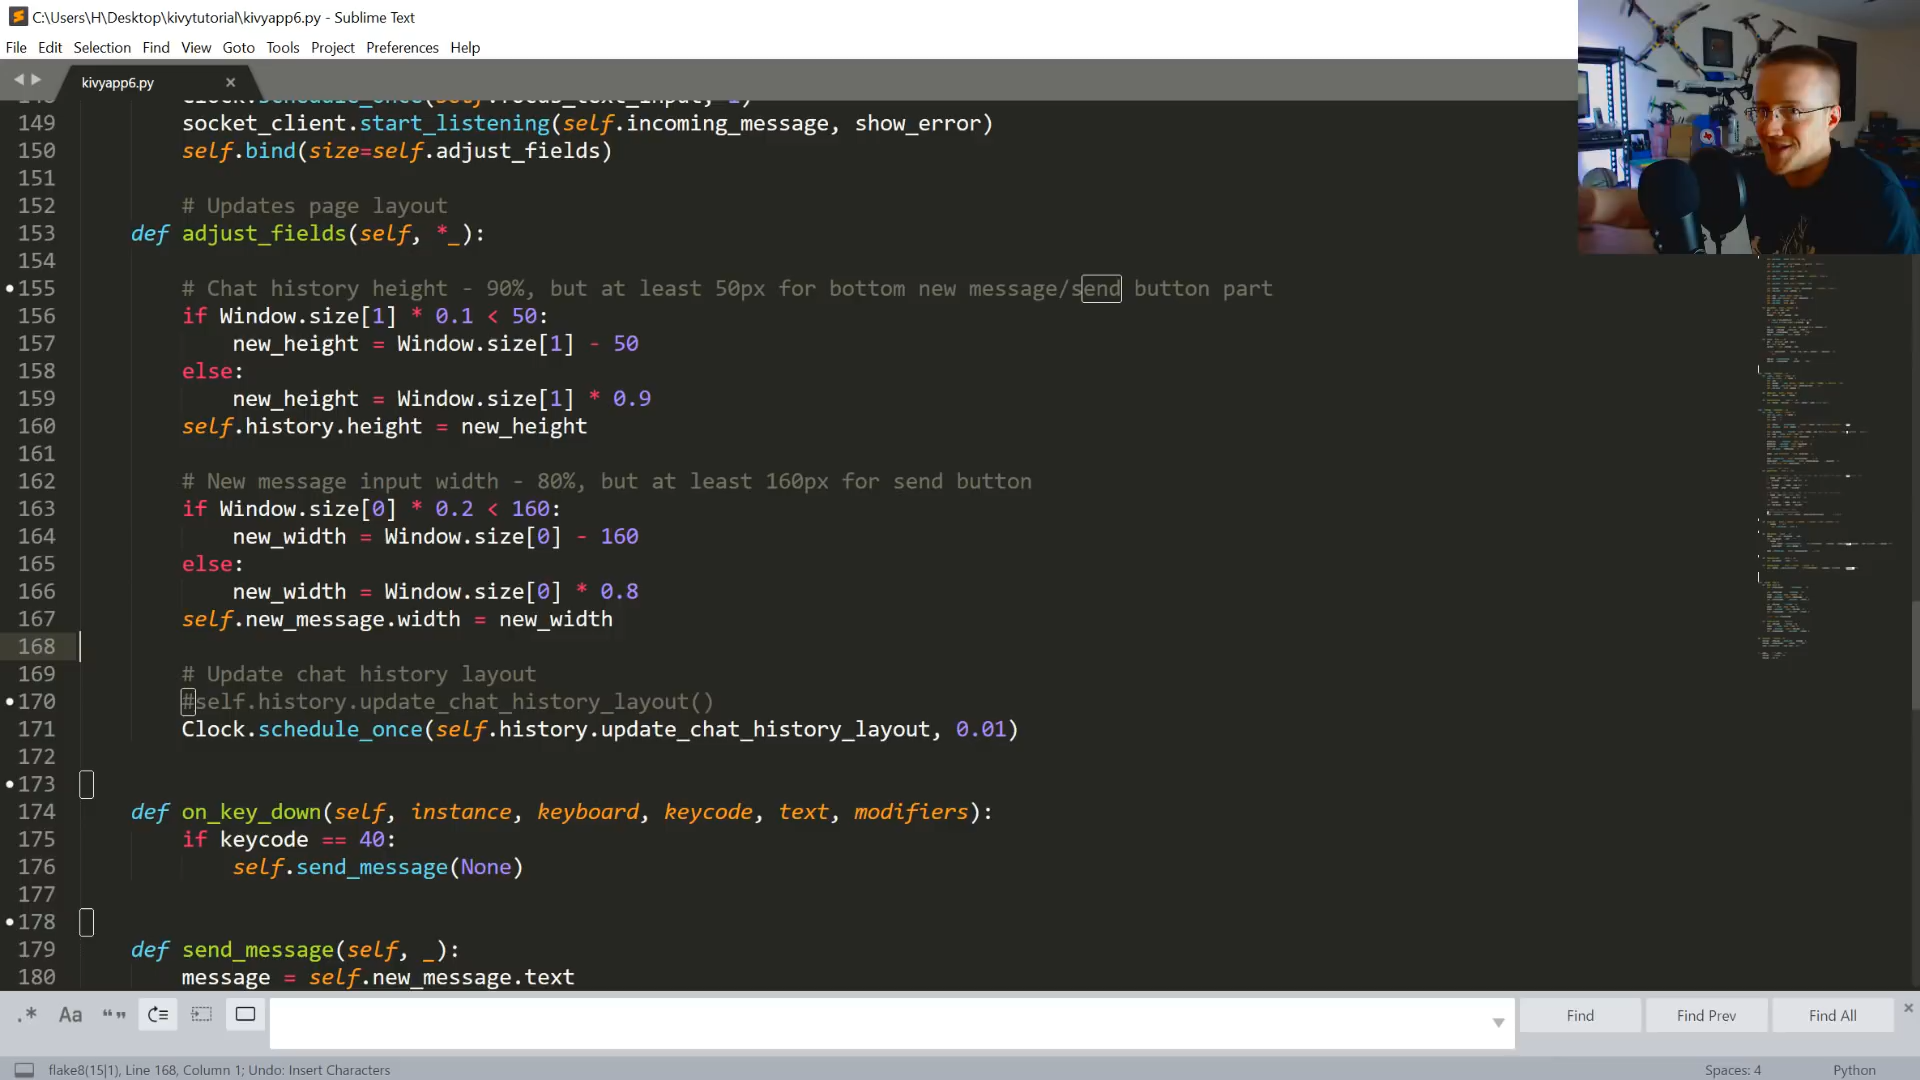 C:\Users\H\Desktop\kivytutorial\kivyapp6.py - Sublime Text
File Edit Selection Find View Goto Tools Project Preferences Help
kivyapp6.py
149 socket_client.start_listening(self.incoming_message, show_error)
150 self.bind(size=self.adjust_fields)
151
152 # Updates page layout
153 def adjust_fields(self, *_):
154
155 # Chat history height - 90%, but at least 50px for bottom new message/send button part
156 if Window.size[1] * 0.1 < 50:
157 new_height = Window.size[1] - 50
158 else:
159 new_height = Window.size[1] * 0.9
160 self.history.height = new_height
161
162 # New message input width - 80%, but at least 160px for send button
163 if Window.size[0] * 0.2 < 160:
164 new_width = Window.size[0] - 160
165 else:
166 new_width = Window.size[0] * 0.8
167 self.new_message.width = new_width
168
169 # Update chat history layout
170 #self.history.update_chat_history_layout()
171 Clock.schedule_once(self.history.update_chat_history_layout, 0.01)
172
173
174 def on_key_down(self, instance, keyboard, keycode, text, modifiers):
175 if keycode == 40:
176 self.send_message(None)
177
178
179 def send_message(self, _):
180 message = self.new_message.text
.* Aa “” Find Find Prev Find All
flake8(15|1), Line 168, Column 1; Undo: Insert Characters Spaces: 4 Python